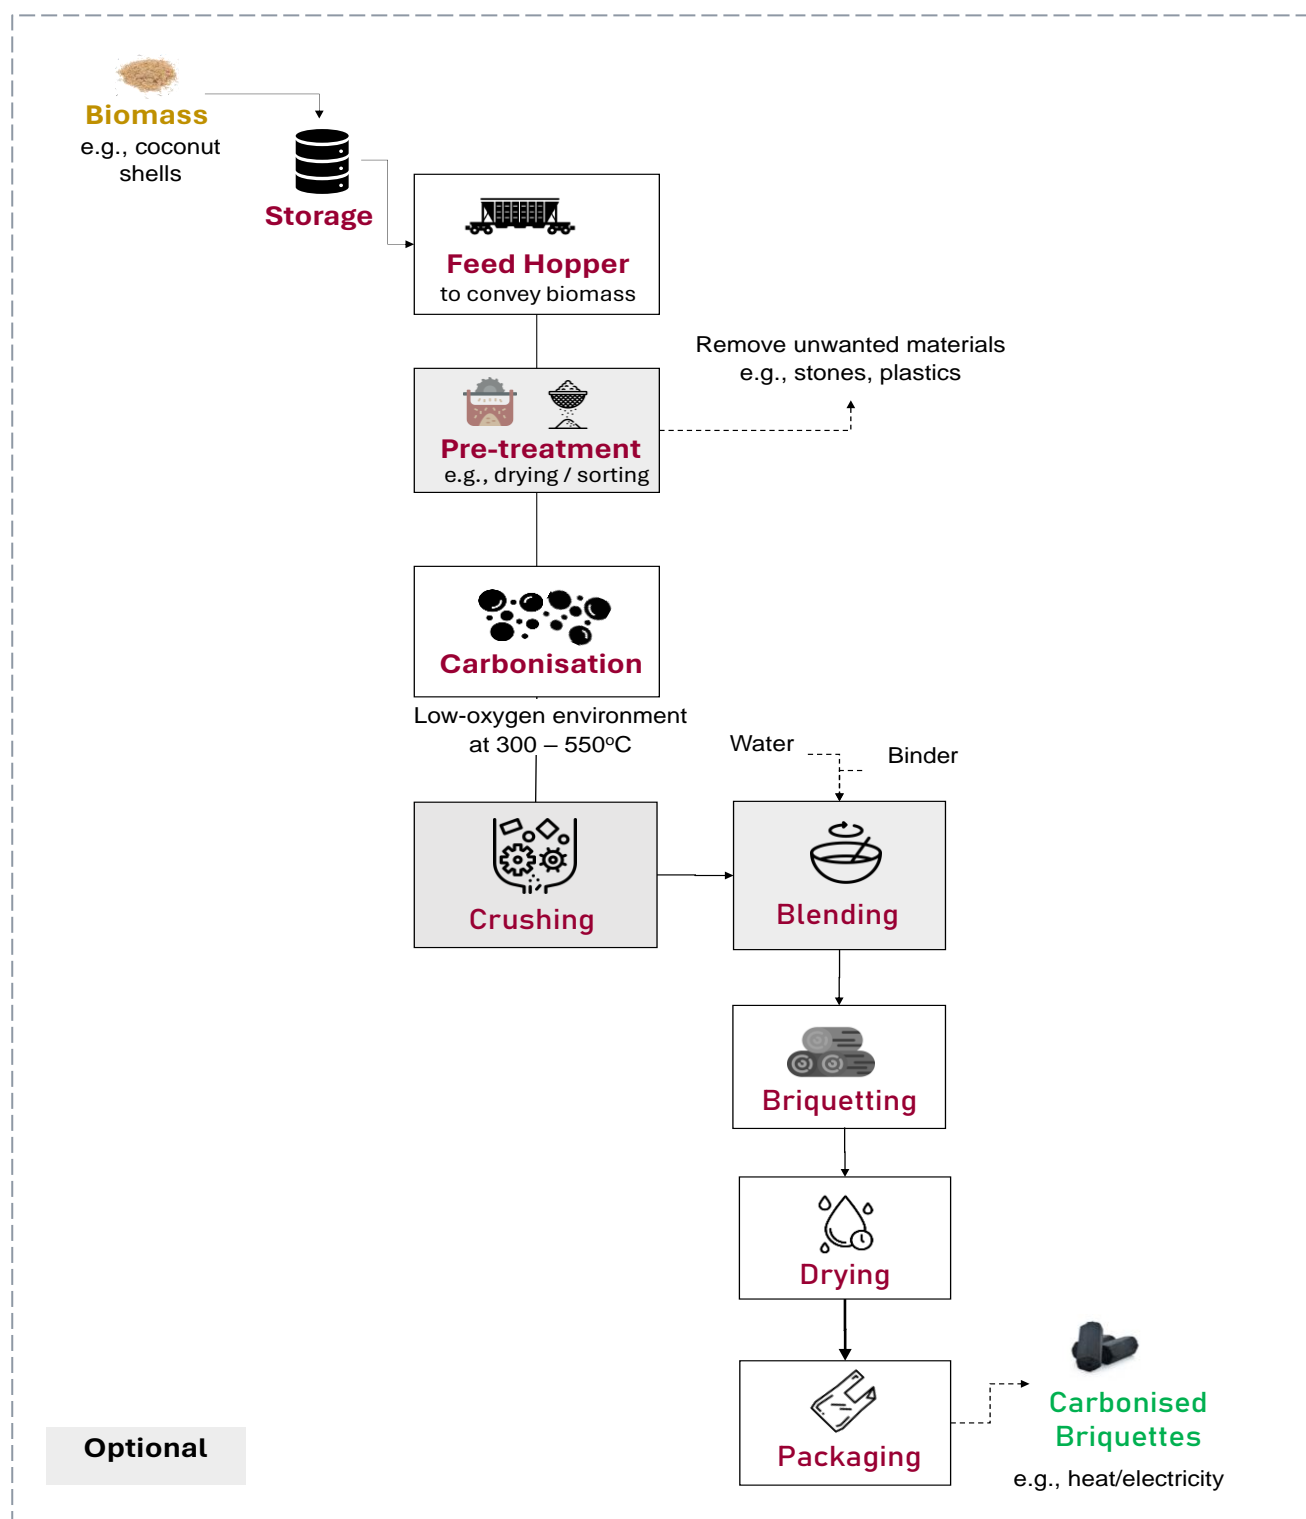 Biomass
e.g., coconut
shells
Storage
Feed Hopper
to convey biomass
Remove unwanted materials
e.g., stones, plastics
Pre-treatment
e.g., drying / sorting
Carbonisation
Low-oxygen environment
at 300 – 550°C
Water
Binder
Crushing
Blending
Briquetting
Drying
Packaging
Carbonised
Briquettes
e.g., heat/electricity
Optional